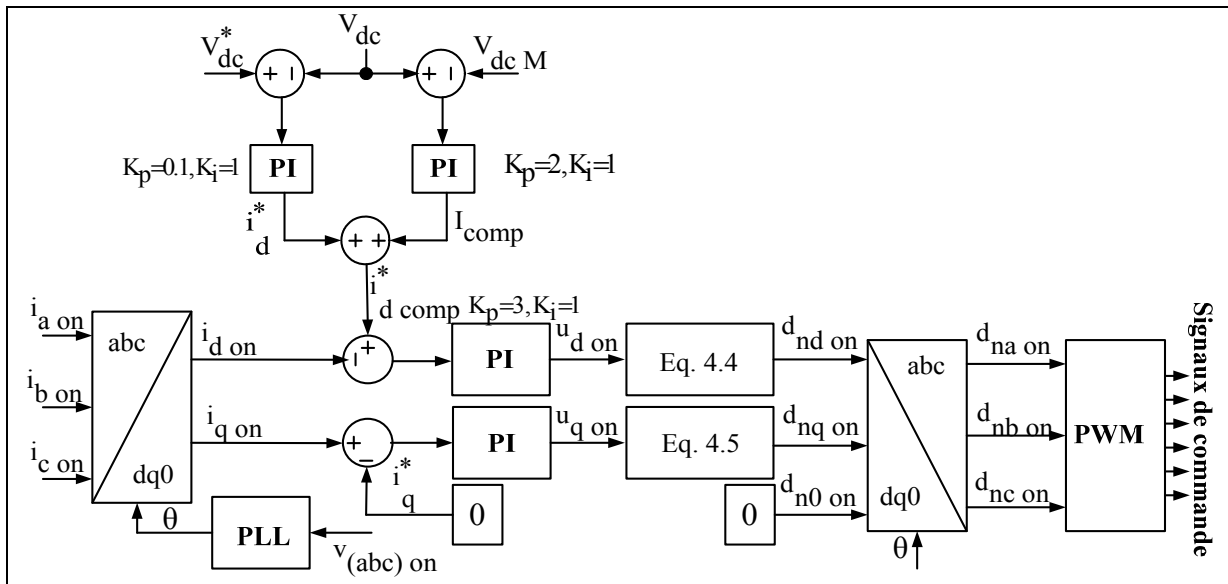 V*dc
Vdc
Vdc M
+ − + −
PI
PI
Kp=0.1, Ki=1
Kp=2, Ki=1
i*d
Icomp
+ +
i*d comp
Kp=3, Ki=1
ia on
ib on
ic on
abc
dq0
id on
iq on
− +
+ −
PI
PI
ud on
uq on
Eq. 4.4
Eq. 4.5
dnd on
dnq on
dn0 on
i*q
0
0
abc
dq0
dna on
dnb on
dnc on
PWM
Signaux de commande
θ
PLL
v(abc) on
θ